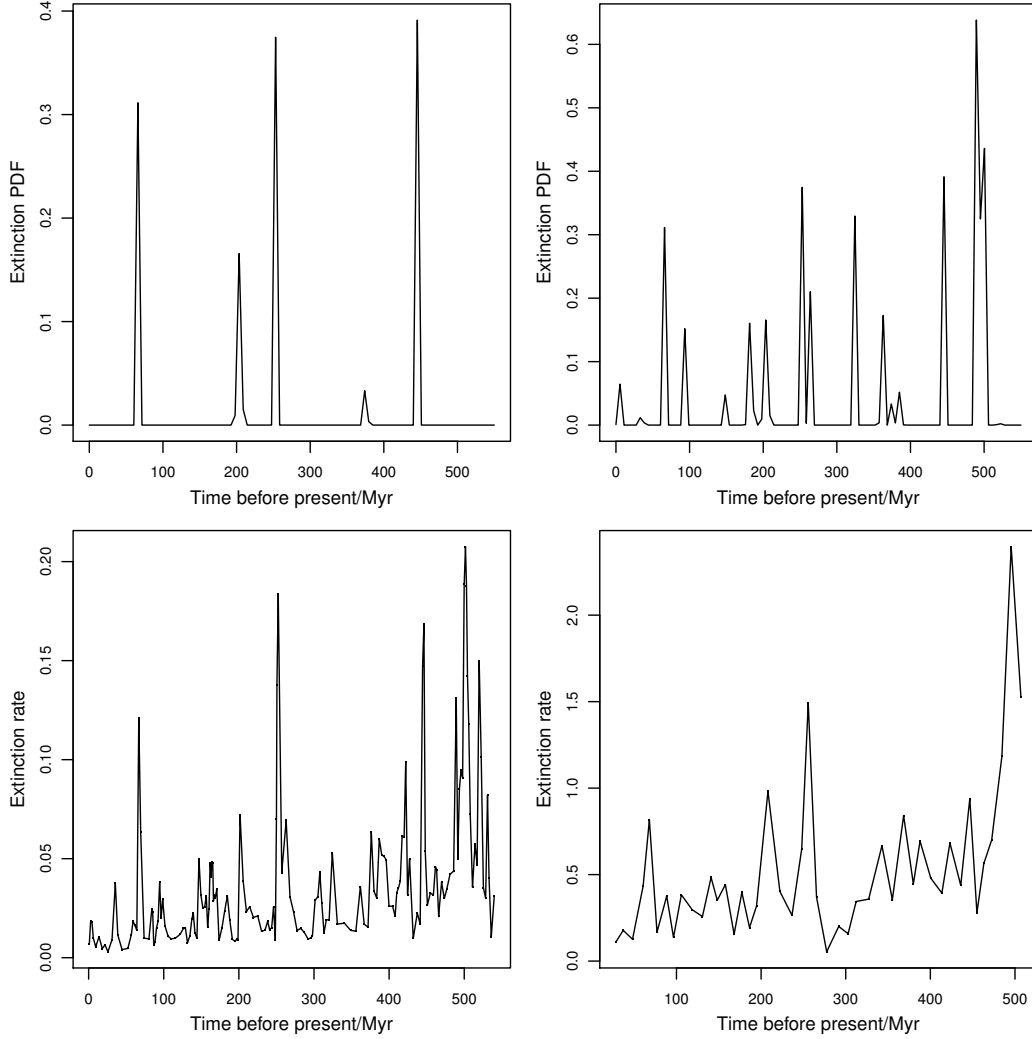 Extinction PDF
0.0 0.1 0.2 0.3 0.4
0 100 200 300 400 500
Time before present/Myr
Extinction PDF
0.0 0.1 0.2 0.3 0.4 0.5 0.6
0 100 200 300 400 500
Time before present/Myr
Extinction rate
0.00 0.05 0.10 0.15 0.20
0 100 200 300 400 500
Time before present/Myr
Extinction rate
0.0 0.5 1.0 1.5 2.0
100 200 300 400 500
Time before present/Myr